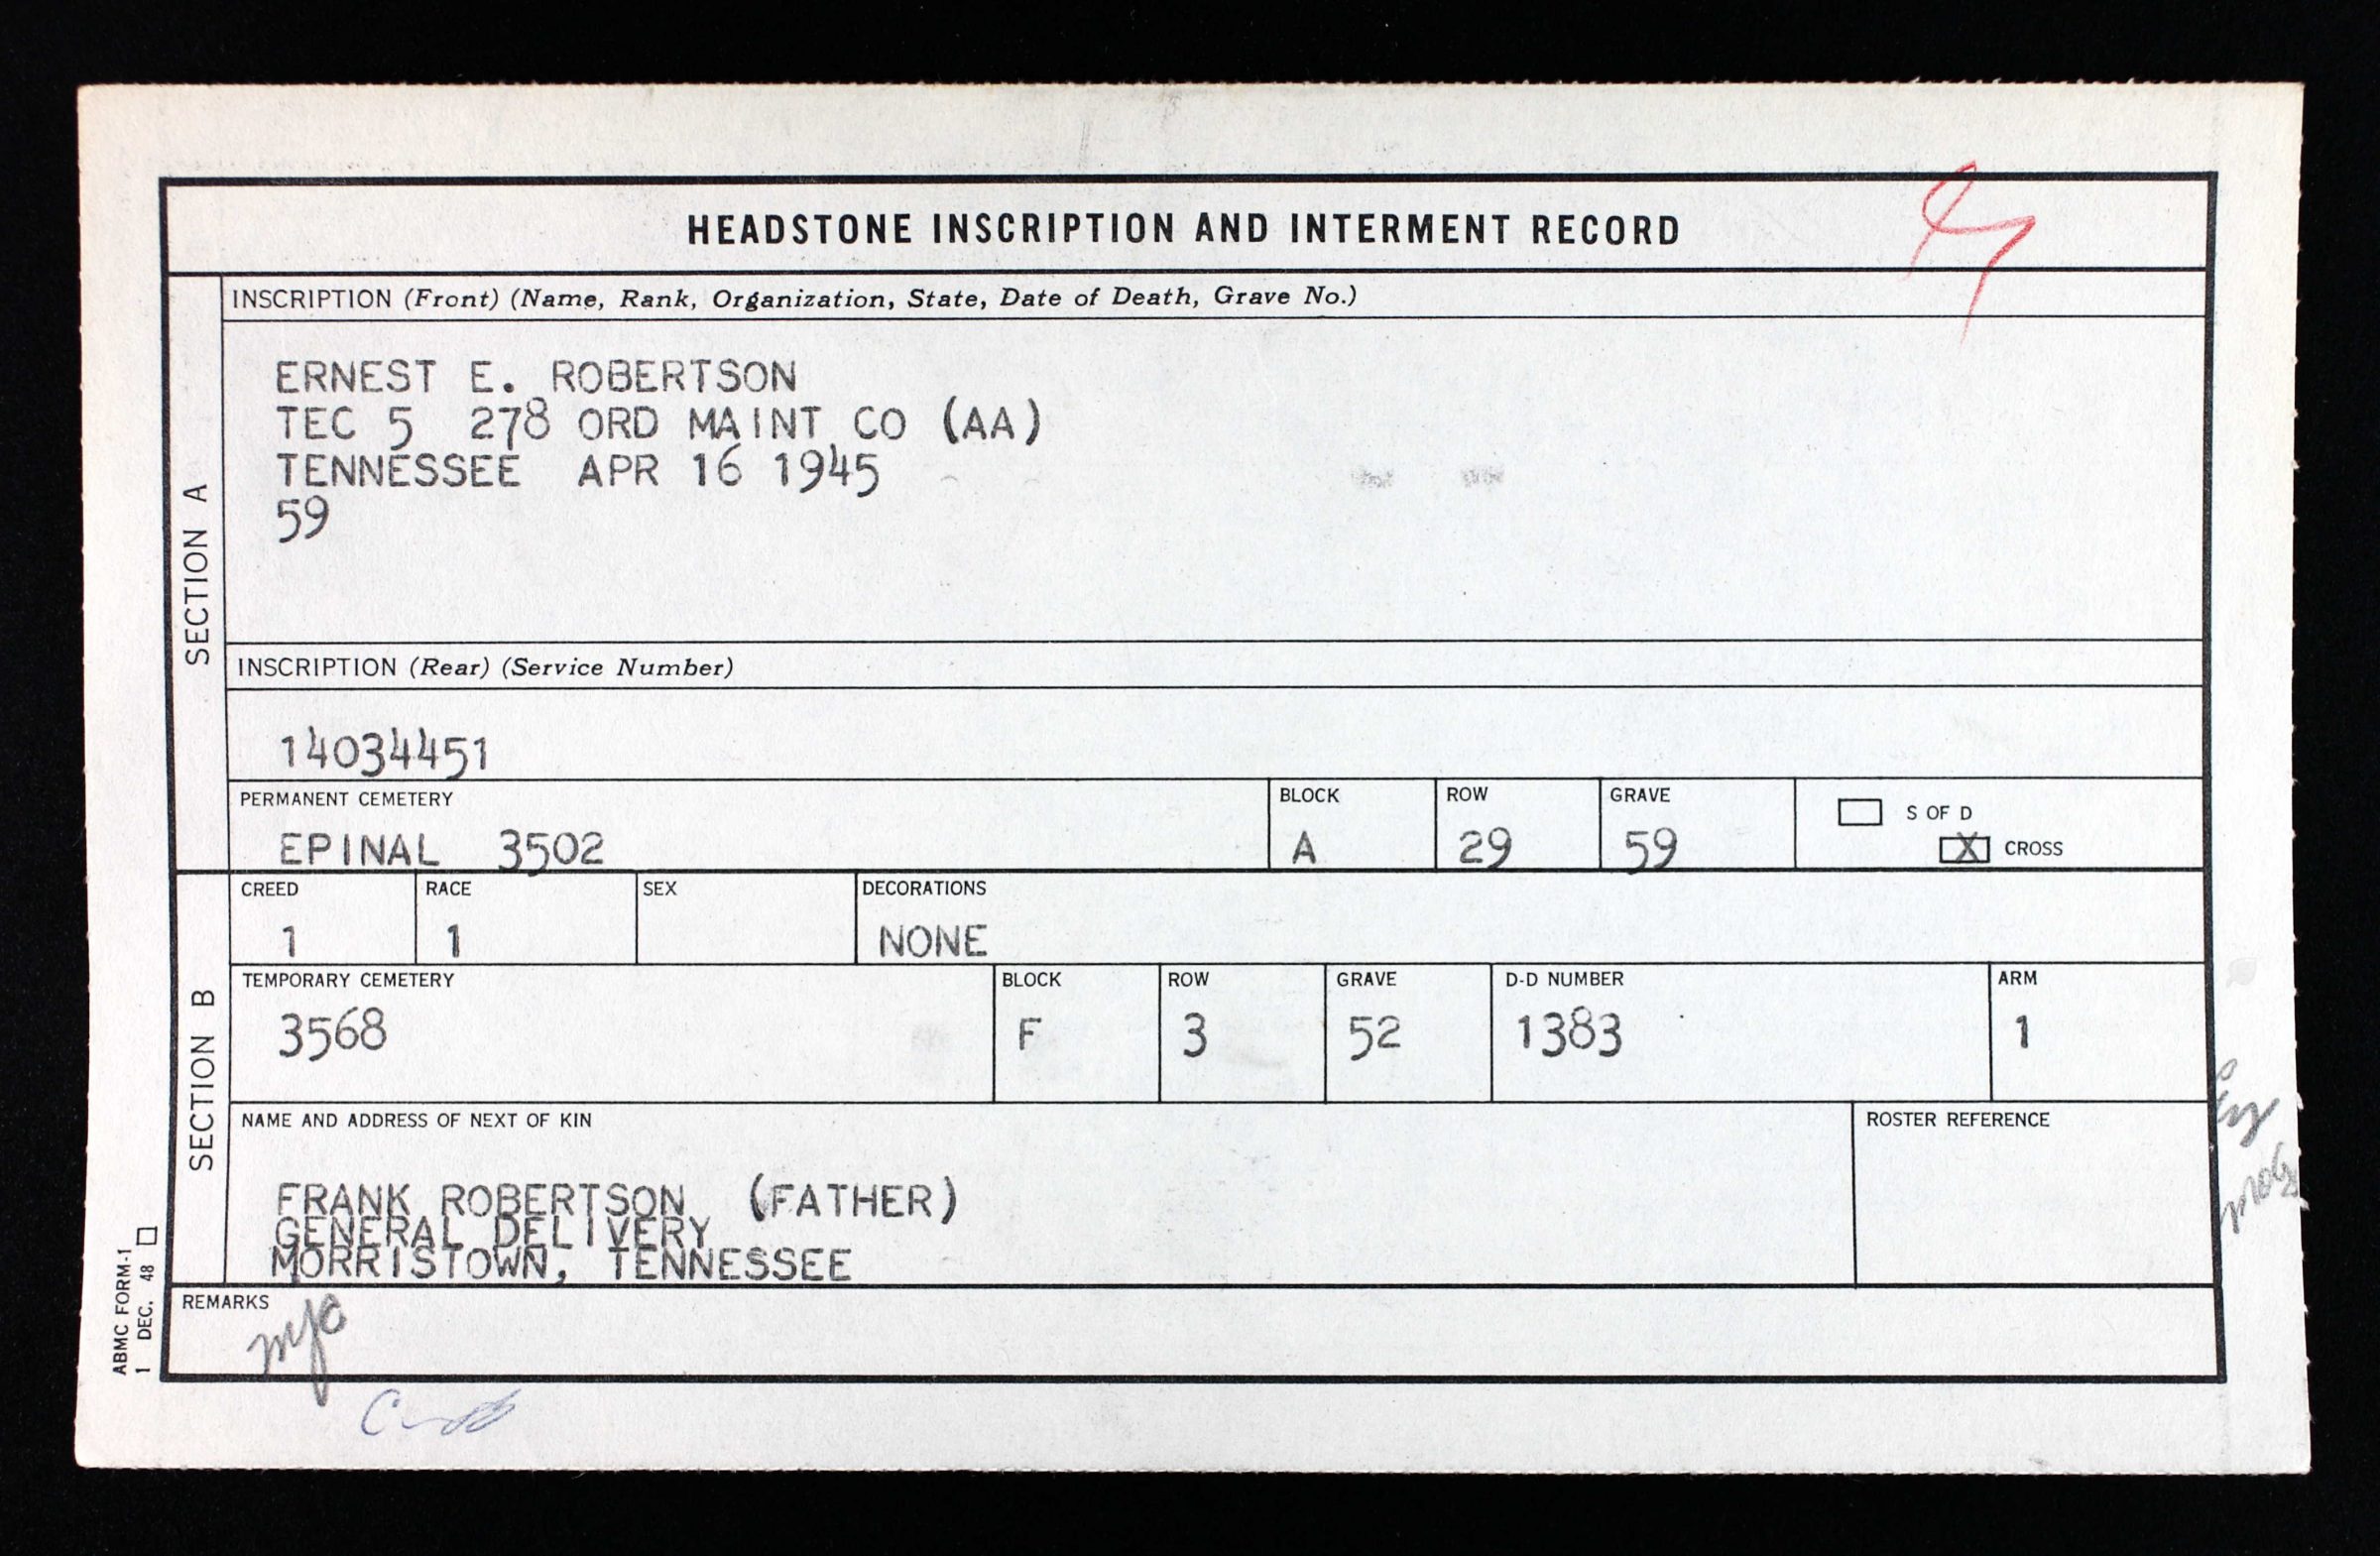 HEADSTONE INSCRIPTION AND INTERMENT RECORD
SECTION A
INSCRIPTION (Front) (Name, Rank, Organization, State, Date of Death, Grave No.)
ERNEST E. ROBERTSON
TEC 5 278 ORD MAINT CO (AA)
TENNESSEE APR 16 1945
59
INSCRIPTION (Rear) (Service Number)
14034451
PERMANENT CEMETERY BLOCK ROW GRAVE S OF D
EPINAL 3502 A 29 59 X CROSS
SECTION B
CREED RACE SEX DECORATIONS
1 1 NONE
TEMPORARY CEMETERY BLOCK ROW GRAVE D-D NUMBER ARM
3568 F 3 52 1383 1
NAME AND ADDRESS OF NEXT OF KIN ROSTER REFERENCE
FRANK ROBERTSON (FATHER)
GENERAL DELIVERY
MORRISTOWN, TENNESSEE
REMARKS
ABMC FORM-1
1 DEC. 48